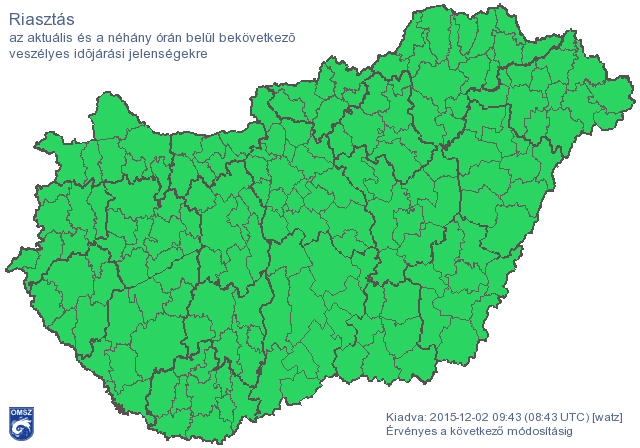 Riasztás
az aktuális és a néhány órán belül bekövetkező
veszélyes időjárási jelenségekre
OMSZ
Kiadva: 2015-12-02 09:43 (08:43 UTC) [watz]
Érvényes a következő módosításig